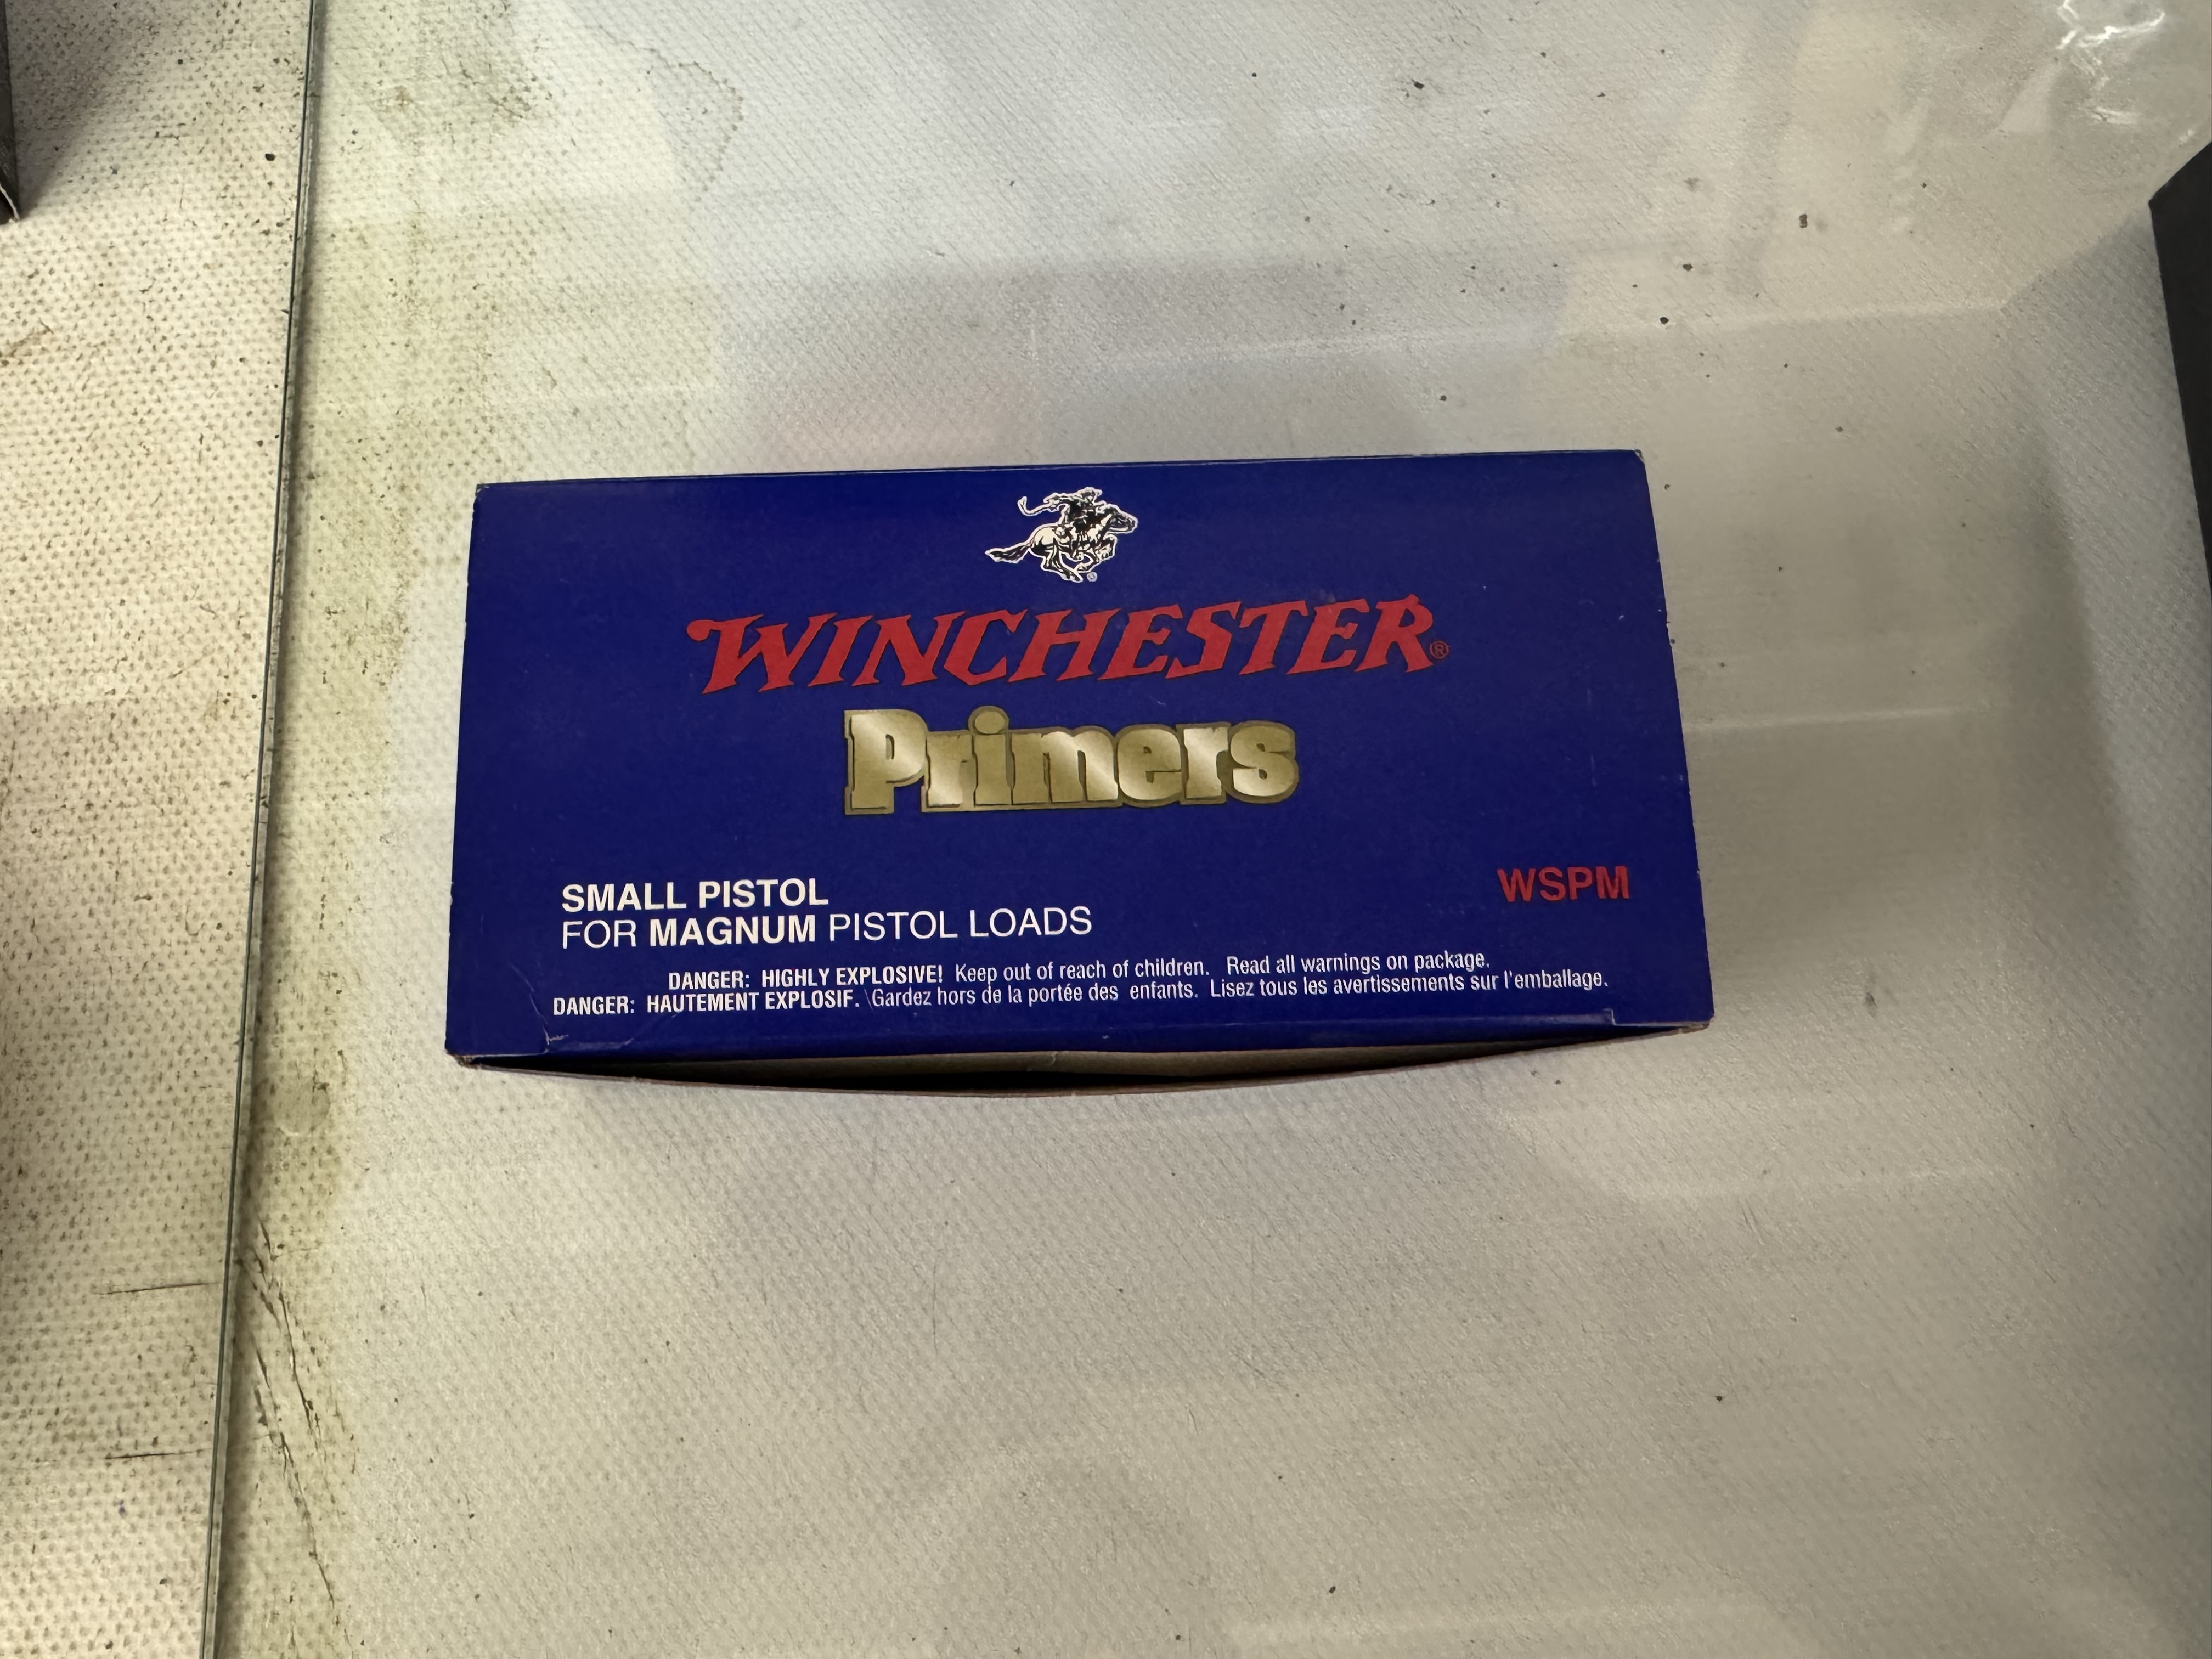 WINCHESTER®
Primers
SMALL PISTOL
FOR MAGNUM PISTOL LOADS
WSPM
DANGER: HIGHLY EXPLOSIVE! Keep out of reach of children. Read all warnings on package.
DANGER: HAUTEMENT EXPLOSIF. Gardez hors de la portée des enfants. Lisez tous les avertissements sur l'emballage.